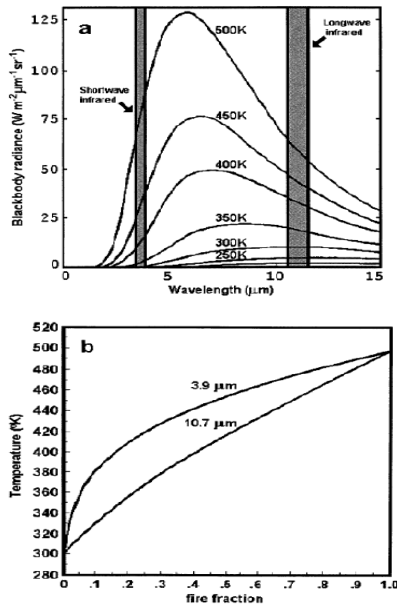 a
125
100
75
50
25
0
Blackbody radiance (W m⁻² μm⁻¹ sr⁻¹)
Shortwave
infrared
Longwave
infrared
500K
450K
400K
350K
300K
250K
0 5 10 15
Wavelength (μm)
b
520
500
480
460
440
420
400
380
360
340
320
300
280
Temperature (°K)
3.9 μm
10.7 μm
0 .1 .2 .3 .4 .5 .6 .7 .8 .9 1.0
fire fraction